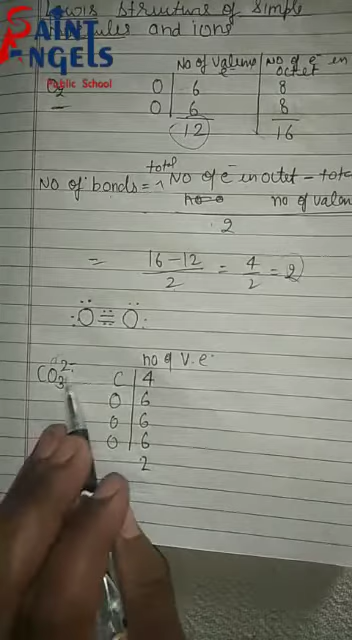 Lewis Structure of simple
molecules and ions
SAINT ANGELS
Public School
No of valence e⁻ | No of e⁻ in octet
O₂ O 6 8
O 6 8
12 16
No of bonds = total No of e⁻ in octet – total no of valen
2
= 16-12 / 2 = 4/2 = 2
:O=O:
no of V.e.
CO₃²⁻ C 4
O 6
O 6
O 6
2